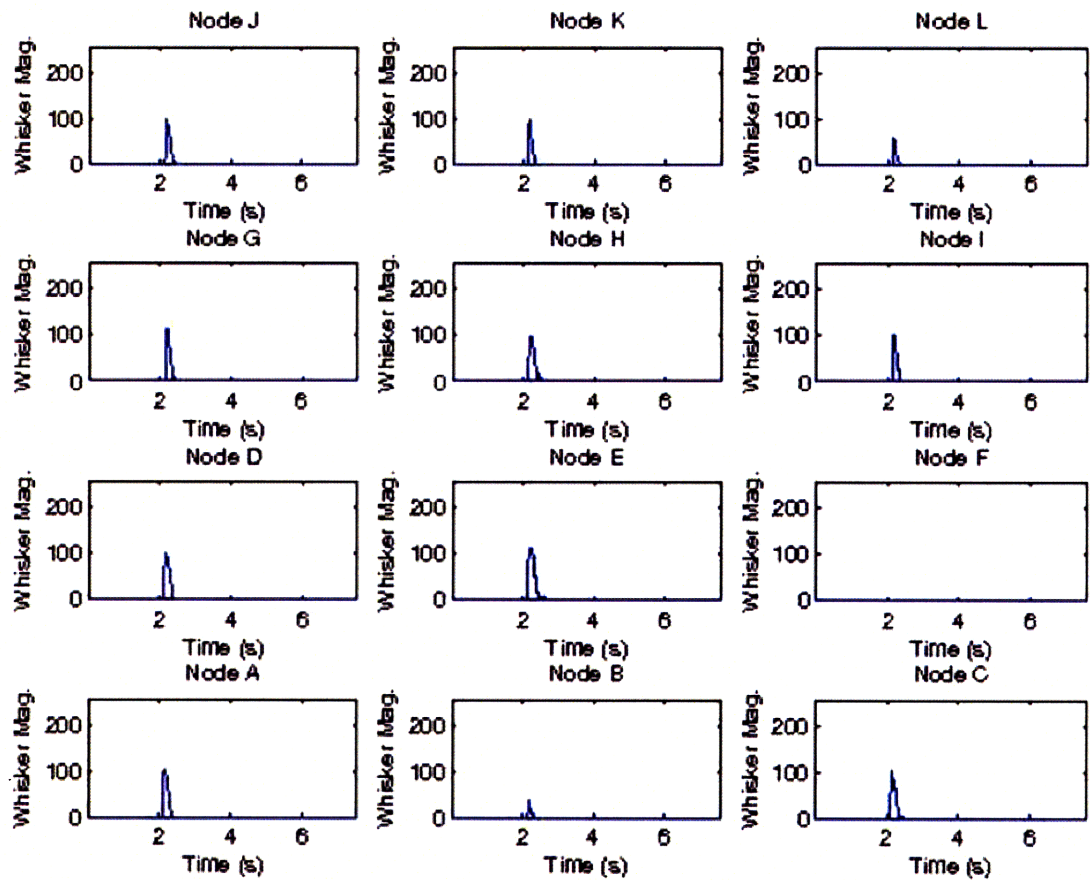 Node J Node K Node L
Whisker Mag. Whisker Mag. Whisker Mag.
200 200 200
100 100 100
0 0 0
2 4 6 2 4 6 2 4 6
Time (s) Time (s) Time (s)
Node G Node H Node I
Whisker Mag. Whisker Mag. Whisker Mag.
200 200 200
100 100 100
0 0 0
2 4 6 2 4 6 2 4 6
Time (s) Time (s) Time (s)
Node D Node E Node F
Whisker Mag. Whisker Mag. Whisker Mag.
200 200 200
100 100 100
0 0 0
2 4 6 2 4 6 2 4 6
Time (s) Time (s) Time (s)
Node A Node B Node C
Whisker Mag. Whisker Mag. Whisker Mag.
200 200 200
100 100 100
0 0 0
2 4 6 2 4 6 2 4 6
Time (s) Time (s) Time (s)